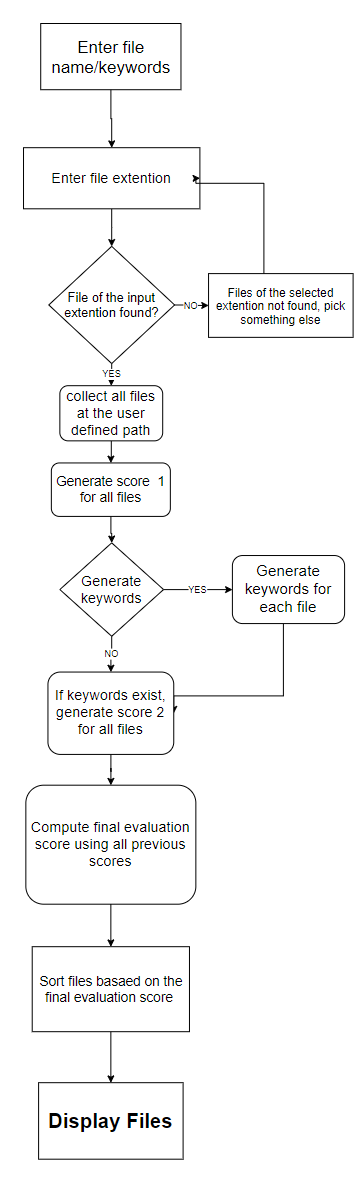 Enter file
name/keywords
Enter file extention
File of the input
extention found?
NO
Files of the selected
extention not found, pick
something else
YES
collect all files
at the user
defined path
Generate score 1
for all files
Generate
keywords
YES
Generate
keywords for
each file
NO
If keywords exist,
generate score 2
for all files
Compute final evaluation
score using all previous
scores
Sort files basaed on the
final evaluation score
Display Files